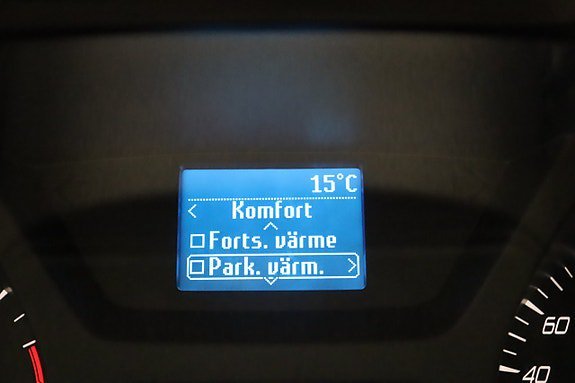 15°C
Komfort
Forts. värme
Park. värm.
60
40